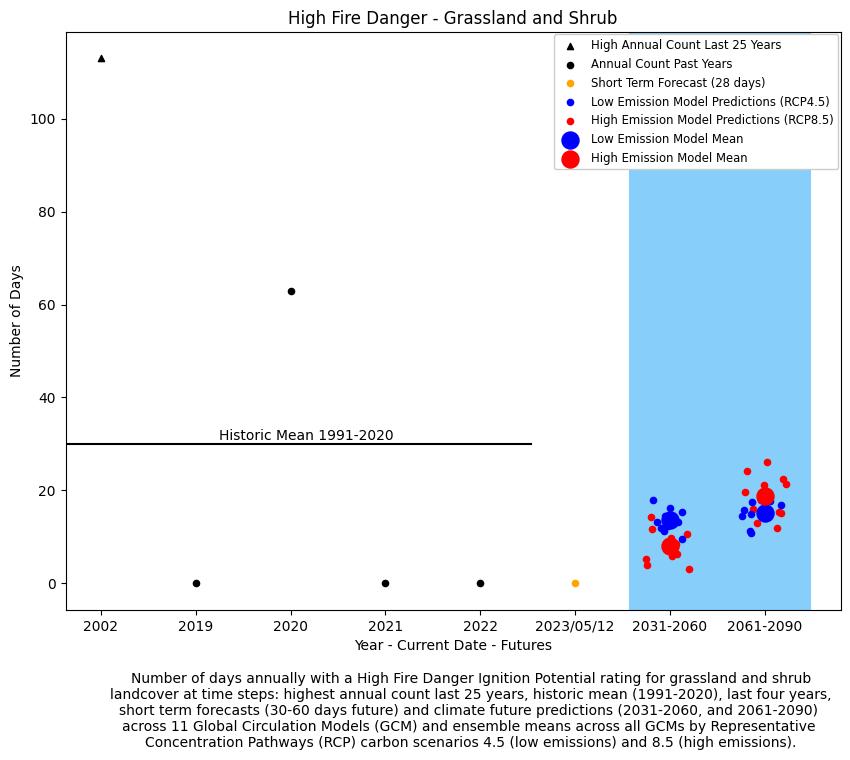 High Fire Danger - Grassland and Shrub
High Annual Count Last 25 Years
Annual Count Past Years
Short Term Forecast (28 days)
Low Emission Model Predictions (RCP4.5)
High Emission Model Predictions (RCP8.5)
Low Emission Model Mean
High Emission Model Mean
100
80
60
40
20
0
Number of Days
Historic Mean 1991-2020
2002 2019 2020 2021 2022 2023/05/12 2031-2060 2061-2090
Year - Current Date - Futures
Number of days annually with a High Fire Danger Ignition Potential rating for grassland and shrub
landcover at time steps: highest annual count last 25 years, historic mean (1991-2020), last four years,
short term forecasts (30-60 days future) and climate future predictions (2031-2060, and 2061-2090)
across 11 Global Circulation Models (GCM) and ensemble means across all GCMs by Representative
Concentration Pathways (RCP) carbon scenarios 4.5 (low emissions) and 8.5 (high emissions).